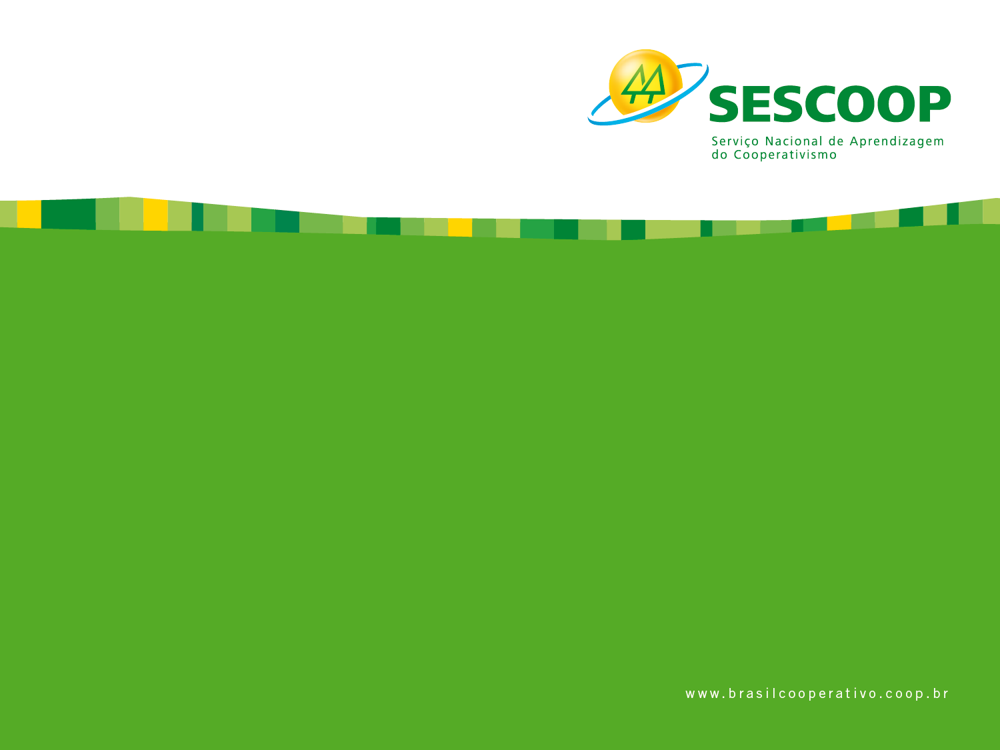 SESCOOP
Serviço Nacional de Aprendizagem
do Cooperativismo
www.brasilcooperativo.coop.br